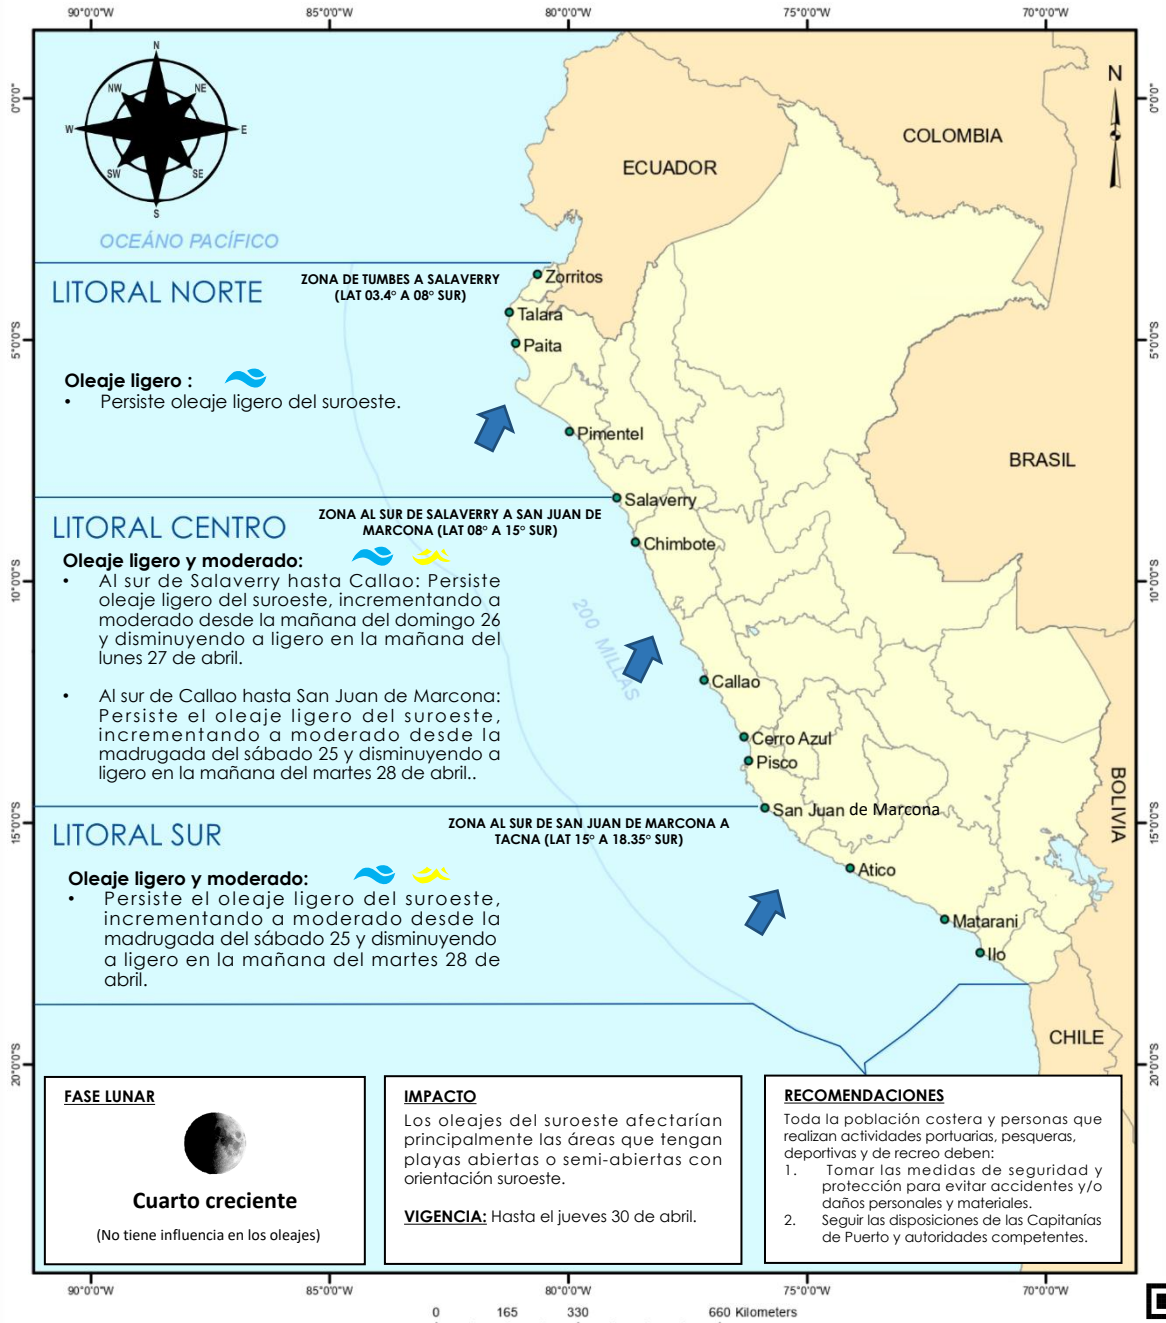 90°0'0"W 85°0'0"W 80°0'0"W 75°0'0"W 70°0'0"W
0°0'0"
5°0'0"S
10°0'0"S
15°0'0"S
20°0'0"S
N
NE
E
SE
S
SW
W
NW
N
OCEÁNO PACÍFICO
ECUADOR
COLOMBIA
BRASIL
BOLIVIA
CHILE
LITORAL NORTE
ZONA DE TUMBES A SALAVERRY
(LAT 03.4° A 08° SUR)
Zorritos
Talara
Paita
Pimentel
Oleaje ligero :
• Persiste oleaje ligero del suroeste.
Salaverry
LITORAL CENTRO
ZONA AL SUR DE SALAVERRY A SAN JUAN DE
MARCONA (LAT 08° A 15° SUR)
Chimbote
Oleaje ligero y moderado:
• Al sur de Salaverry hasta Callao: Persiste
oleaje ligero del suroeste, incrementando a
moderado desde la mañana del domingo 26
y disminuyendo a ligero en la mañana del
lunes 27 de abril.
• Al sur de Callao hasta San Juan de Marcona:
Persiste el oleaje ligero del suroeste,
incrementando a moderado desde la
madrugada del sábado 25 y disminuyendo a
ligero en la mañana del martes 28 de abril..
200 MILLAS
Callao
Cerro Azul
Pisco
San Juan de Marcona
LITORAL SUR
ZONA AL SUR DE SAN JUAN DE MARCONA A
TACNA (LAT 15° A 18.35° SUR)
Atico
Matarani
Ilo
Oleaje ligero y moderado:
• Persiste el oleaje ligero del suroeste,
incrementando a moderado desde la
madrugada del sábado 25 y disminuyendo
a ligero en la mañana del martes 28 de
abril.
FASE LUNAR
Cuarto creciente
(No tiene influencia en los oleajes)
IMPACTO
Los oleajes del suroeste afectarían
principalmente las áreas que tengan
playas abiertas o semi-abiertas con
orientación suroeste.
VIGENCIA: Hasta el jueves 30 de abril.
RECOMENDACIONES
Toda la población costera y personas que
realizan actividades portuarias, pesqueras,
deportivas y de recreo deben:
1. Tomar las medidas de seguridad y
protección para evitar accidentes y/o
daños personales y materiales.
2. Seguir las disposiciones de las Capitanías
de Puerto y autoridades competentes.
0°0'0"
5°0'0"S
10°0'0"S
15°0'0"S
20°0'0"S
90°0'0"W 85°0'0"W 80°0'0"W 75°0'0"W 70°0'0"W
0 165 330 660 Kilometers